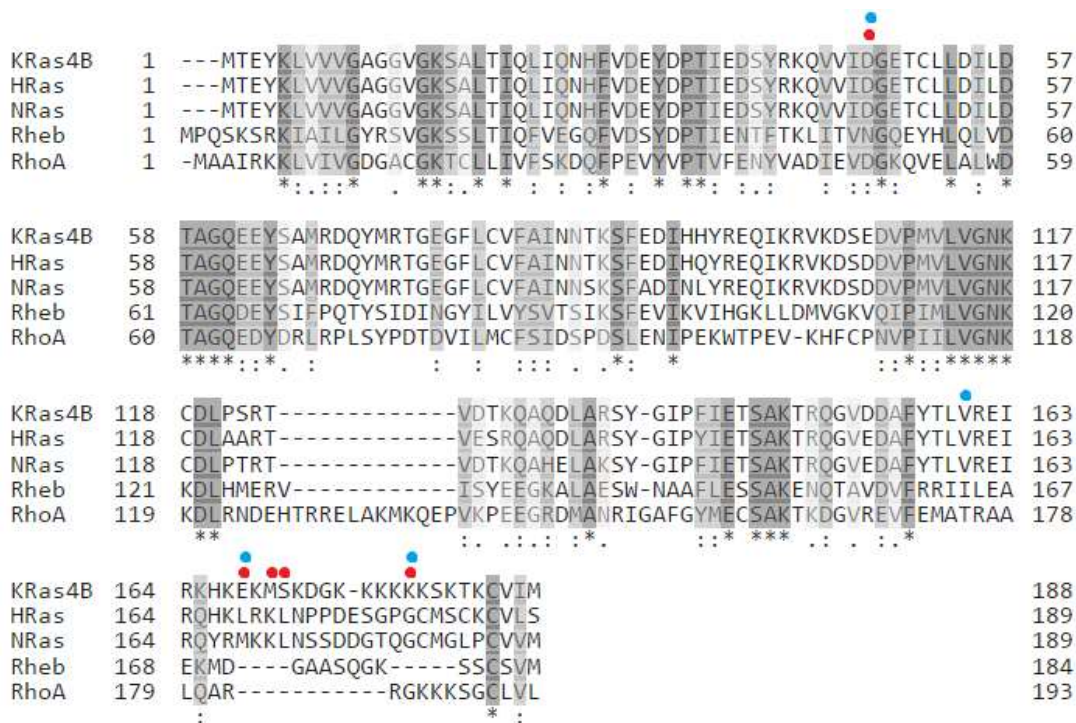 KRas4B 1 ---MTEYKLVVVGAGGVGKSALTIQLIQNHFVDEYDPTIEDSYRKQVVIDGETCLLDILD 57
HRas 1 ---MTEYKLVVVGAGGVGKSALTIQLIQNHFVDEYDPTIEDSYRKQVVIDGETCLLDILD 57
NRas 1 ---MTEYKLVVVGAGGVGKSALTIQLIQNHFVDEYDPTIEDSYRKQVVIDGETCLLDILD 57
Rheb 1 MPQSKSRKIAILGYRSVGKSSLTIQFVEGQFVDSYDPTIENTFTKLITVNGQEYHLQLVD 60
RhoA 1 -MAAIRKKLVIVGDGACGKTCLLIVFSKDQFPEVYVPTVFENYVADIEVDGKQVELALWD 59
*:.::* . **:.* * : : :* : * **: :.: : ::*: * : *
KRas4B 58 TAGQEEYSAMRDQYMRTGEGFLCVFAINNTKSFEDIHHYREQIKRVKDSEDVPMVLVGNK 117
HRas 58 TAGQEEYSAMRDQYMRTGEGFLCVFAINNTKSFEDIHQYREQIKRVKDSDDVPMVLVGNK 117
NRas 58 TAGQEEYSAMRDQYMRTGEGFLCVFAINNSKSFADINLYREQIKRVKDSDDVPMVLVGNK 117
Rheb 61 TAGQDEYSIFPQTYSIDINGYILVYSVTSIKSFEVIKVIHGKLLDMVGKVQIPIMLVGNK 120
RhoA 60 TAGQEDYDRLRPLSYPDTDVILMCFSIDSPDSLENIPEKWTPEV-KHFCPNVPIILVGNK 118
****::*. : : : ::: . .*: * ::*:*****
KRas4B 118 CDLPSRT---------------VDTKQAQDLARSY-GIPFIETSAKTRQGVDDAFYTLVREI 163
HRas 118 CDLAART---------------VESRQAQDLARSY-GIPYIETSAKTRQGVEDAFYTLVREI 163
NRas 118 CDLPTRT---------------VDTKQAHELAKSY-GIPFIETSAKTRQGVEDAFYTLVREI 163
Rheb 121 KDLHMERV--------------ISYEEGKALAESW-NAAFLESSAKENQTAVDVFRRIILEA 167
RhoA 119 KDLRNDEHTRRELAKMKQEPVKPEEGRDMANRIGAFGYMECSAKTKDGVREVFEMATRAA 178
** :. .:. :*. ::* *** .: . :.*
KRas4B 164 RKHKEKMSKDGK-KKKKKSKTKCVIM 188
HRas 164 RQHKLRKLNPPDESGPGCMSCKCVLS 189
NRas 164 RQYRMKKLNSSDDGTQGCMGLPCVVM 189
Rheb 168 EKMD----GAASQGK-----SSCSVM 184
RhoA 179 LQAR-----------RGKKKSGCLVL 193
: * :